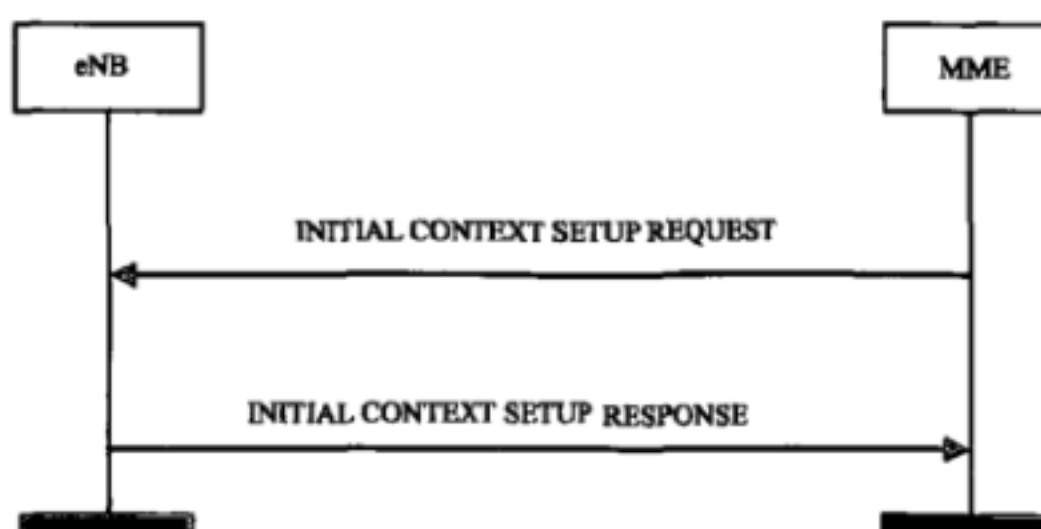 eNB
MME
INITIAL CONTEXT SETUP REQUEST
INITIAL CONTEXT SETUP RESPONSE